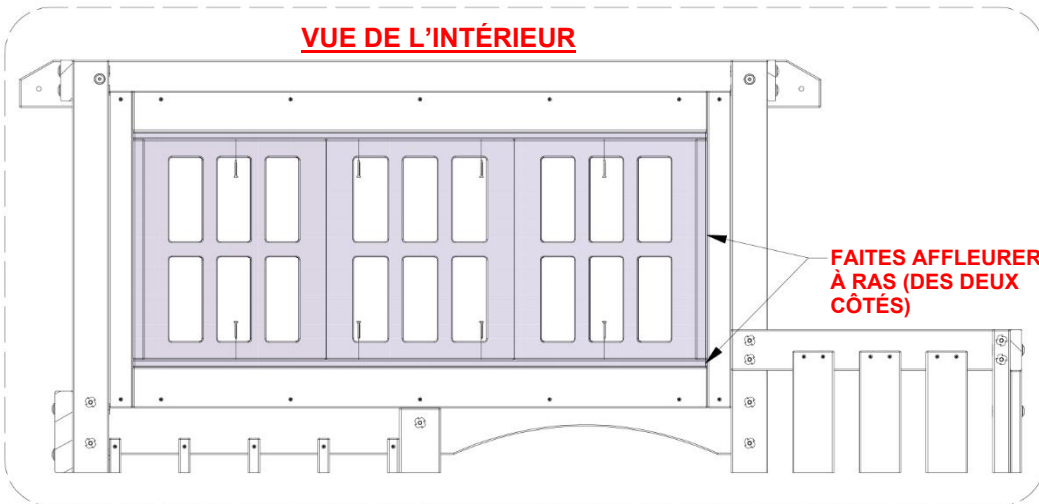 VUE DE L'INTÉRIEUR
FAITES AFFLEURER
À RAS (DES DEUX
CÔTÉS)